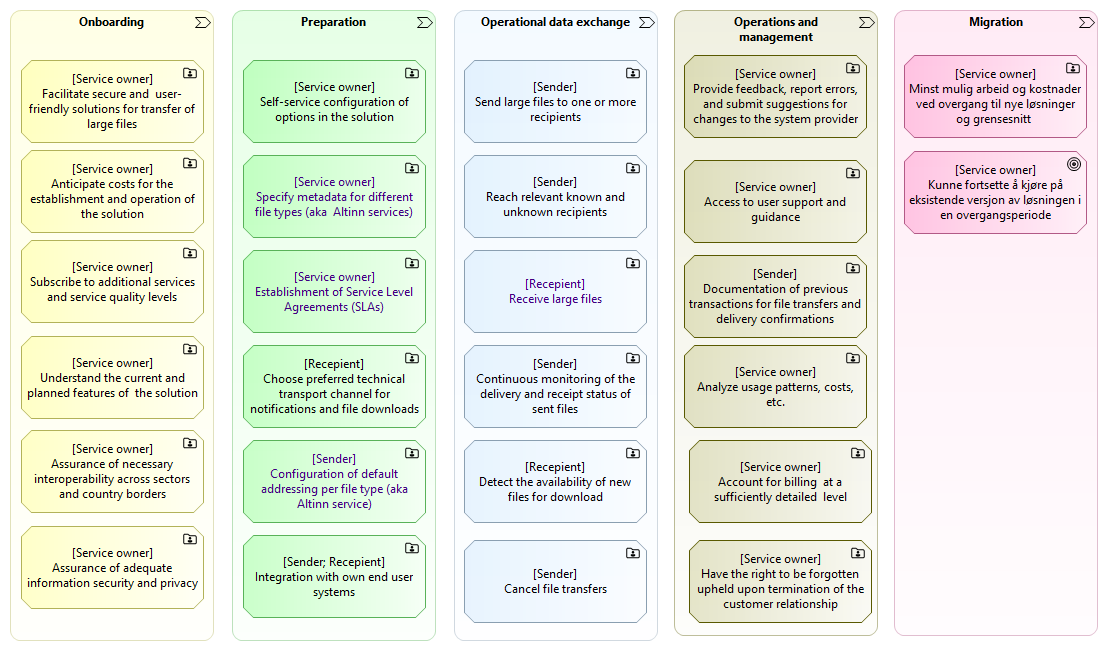 Onboarding
[Service owner]
Facilitate secure and  user-
friendly solutions for transfer of
large files
[Service owner]
Anticipate costs for the
establishment and operation of
the solution
[Service owner]
Subscribe to additional services
and service quality levels
[Service owner]
Understand the current and
planned features of  the solution
[Service owner]
Assurance of necessary
interoperability across sectors
and country borders
[Service owner]
Assurance of adequate
information security and privacy
Preparation
[Service owner]
Self-service configuration of
options in the solution
[Service owner]
Specify metadata for different
file types (aka  Altinn services)
[Service owner]
Establishment of Service Level
Agreements (SLAs)
[Recepient]
Choose preferred technical
transport channel for
notifications and file downloads
[Sender]
Configuration of default
addressing per file type (aka
Altinn service)
[Sender; Recepient]
Integration with own end user
systems
Operational data exchange
[Sender]
Send large files to one or more
recipients
[Sender]
Reach relevant known and
unknown recipients
[Recepient]
Receive large files
[Sender]
Continuous monitoring of the
delivery and receipt status of
sent files
[Recepient]
Detect the availability of new
files for download
[Sender]
Cancel file transfers
Operations and
management
[Service owner]
Provide feedback, report errors,
and submit suggestions for
changes to the system provider
[Service owner]
Access to user support and
guidance
[Sender]
Documentation of previous
transactions for file transfers and
delivery confirmations
[Service owner]
Analyze usage patterns, costs,
etc.
[Service owner]
Account for billing  at a
sufficiently detailed  level
[Service owner]
Have the right to be forgotten
upheld upon termination of the
customer relationship
Migration
[Service owner]
Minst mulig arbeid og kostnader
ved overgang til nye løsninger
og grensesnitt
[Service owner]
Kunne fortsette å kjøre på
eksistende versjon av løsningen i
en overgangsperiode